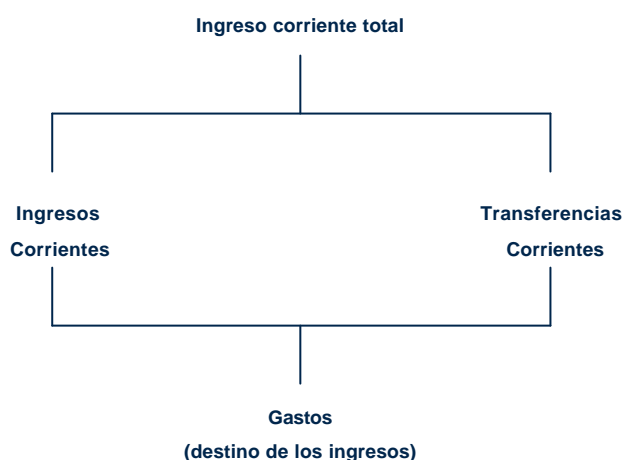 Ingreso corriente total
Ingresos
Corrientes
Transferencias
Corrientes
Gastos
(destino de los ingresos)